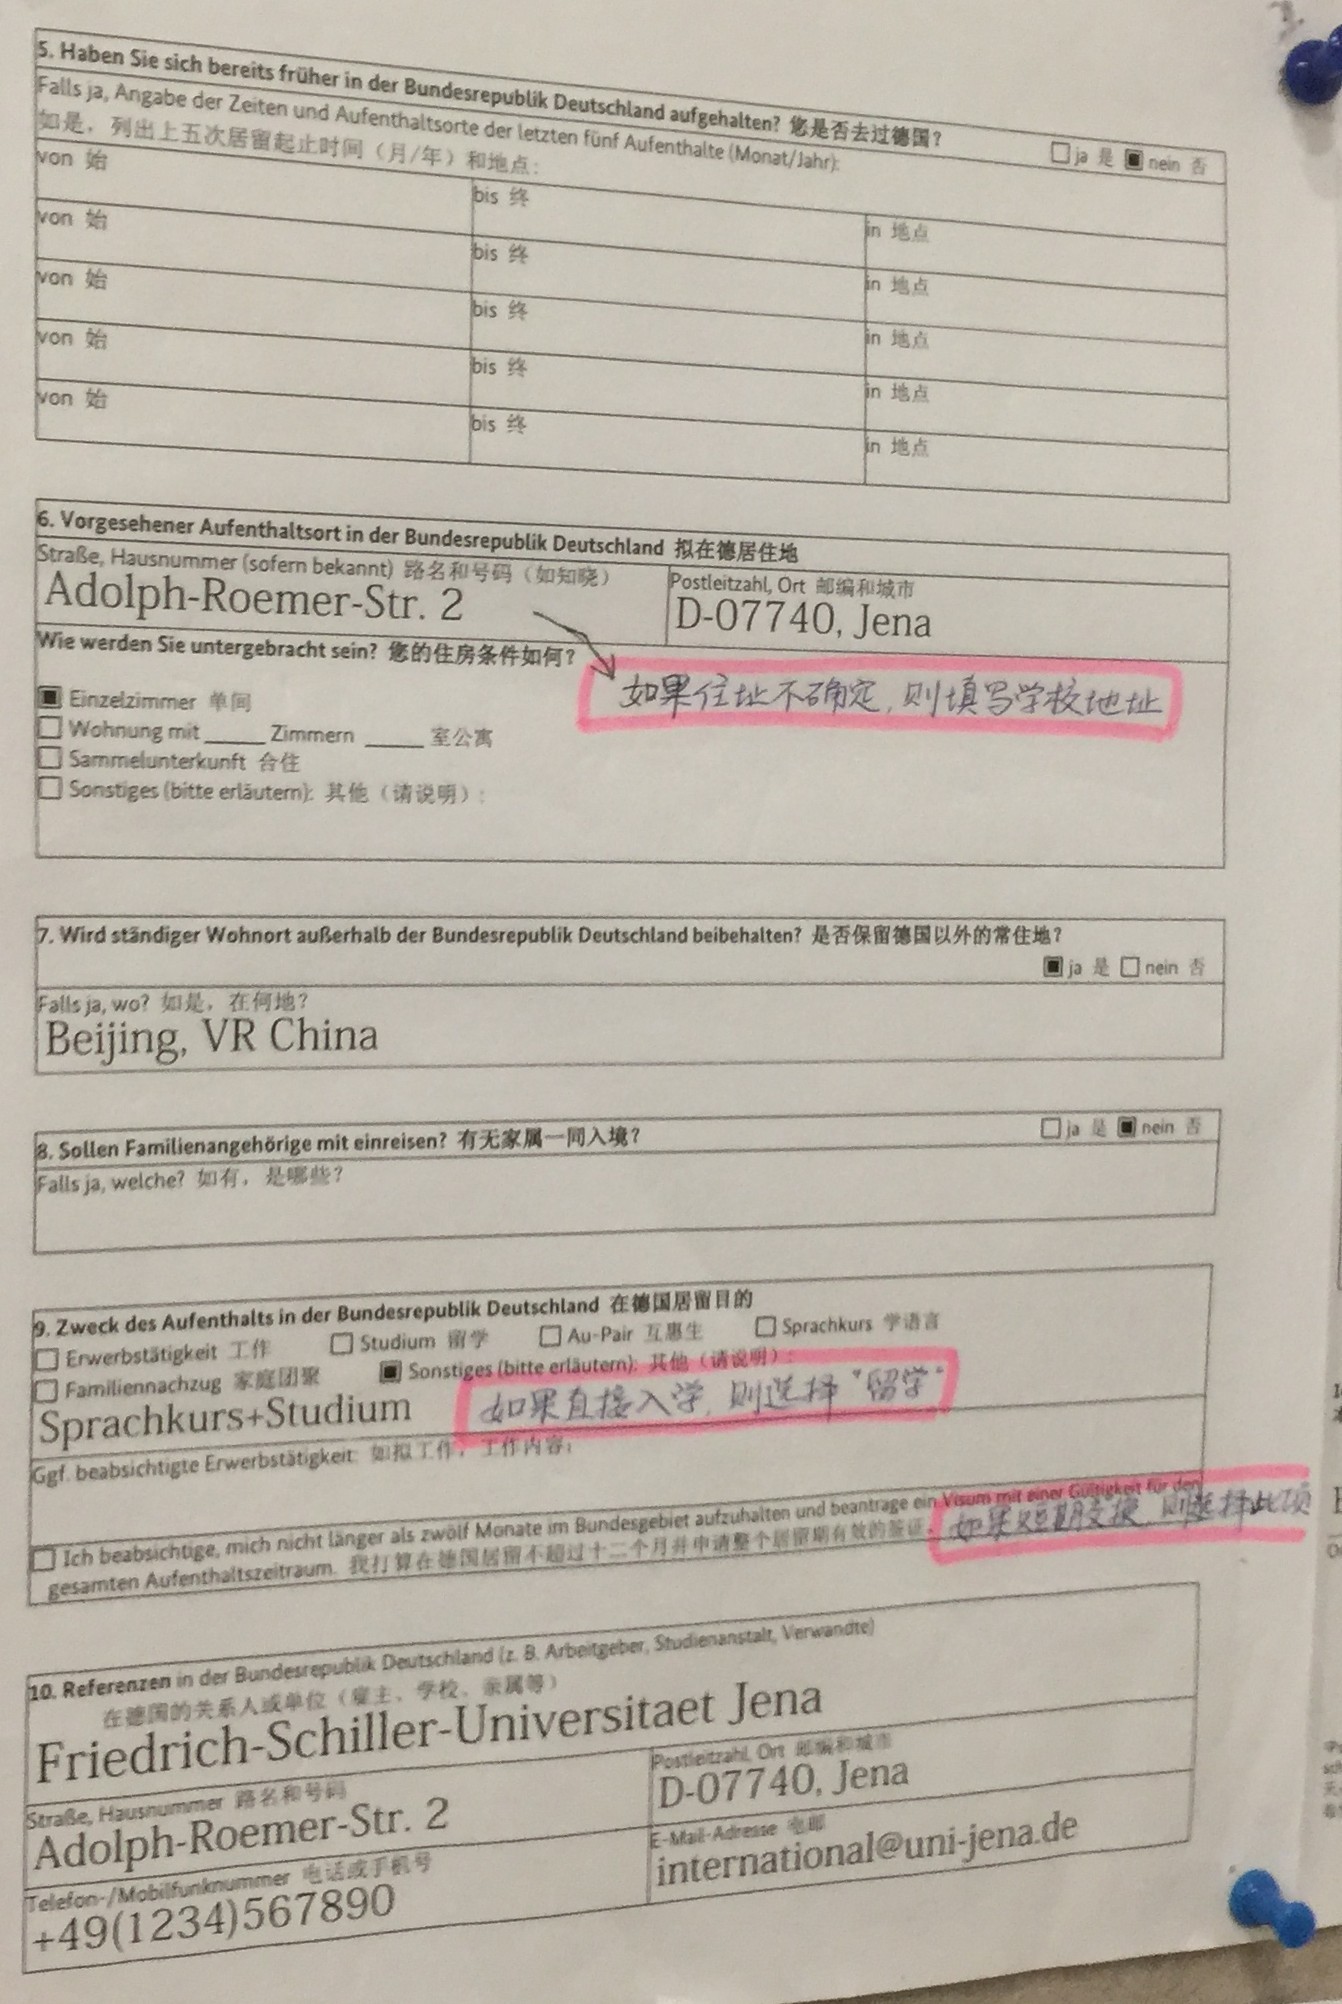 5. Haben Sie sich bereits früher in der Bundesrepublik Deutschland aufgehalten? 您是否去过德国?
□ ja 是 ■ nein 否
Falls ja, Angabe der Zeiten und Aufenthaltsorte der letzten fünf Aufenthalte (Monat/Jahr):
如是，列出上五次居留起止时间（月/年）和地点:
von 始 bis 终 in 地点
von 始 bis 终 in 地点
von 始 bis 终 in 地点
von 始 bis 终 in 地点
von 始 bis 终 in 地点
6. Vorgesehener Aufenthaltsort in der Bundesrepublik Deutschland 拟在德居住地
Straße, Hausnummer (sofern bekannt) 路名和号码（如知晓） Postleitzahl, Ort 邮编和城市
Adolph-Roemer-Str. 2 D-07740, Jena
Wie werden Sie untergebracht sein? 您的住房条件如何?
如果住址不确定,则填写学校地址
■ Einzelzimmer 单间
□ Wohnung mit _____ Zimmern _____ 室公寓
□ Sammelunterkunft 合住
□ Sonstiges (bitte erläutern): 其他（请说明）:
7. Wird ständiger Wohnort außerhalb der Bundesrepublik Deutschland beibehalten? 是否保留德国以外的常住地?
■ ja 是 □ nein 否
Falls ja, wo? 如是，在何地?
Beijing, VR China
8. Sollen Familienangehörige mit einreisen? 有无家属一同入境?
□ ja 是 ■ nein 否
Falls ja, welche? 如有，是哪些?
9. Zweck des Aufenthalts in der Bundesrepublik Deutschland 在德国居留目的
□ Erwerbstätigkeit 工作 □ Studium 留学 □ Au-Pair 互惠生 □ Sprachkurs 学语言
□ Familiennachzug 家庭团聚 ■ Sonstiges (bitte erläutern): 其他（请说明）:
Sprachkurs+Studium
如果直接入学,则选择"留学"
Ggf. beabsichtigte Erwerbstätigkeit: 如拟工作，工作内容:
□ Ich beabsichtige, mich nicht länger als zwölf Monate im Bundesgebiet aufzuhalten und beantrage ein Visum mit einer Gültigkeit für den
gesamten Aufenthaltszeitraum. 我打算在德国居留不超过十二个月并申请整个居留期有效的签证.
如果短期交换,则选择此项
10. Referenzen in der Bundesrepublik Deutschland (z. B. Arbeitgeber, Studienanstalt, Verwandte)
在德国的关系人或单位（雇主、学校、亲属等）
Friedrich-Schiller-Universitaet Jena
Straße, Hausnummer 路名和号码 Postleitzahl, Ort 邮编和城市
Adolph-Roemer-Str. 2 D-07740, Jena
Telefon-/Mobilfunknummer 电话或手机号 E-Mail-Adresse 电邮
+49(1234)567890 international@uni-jena.de